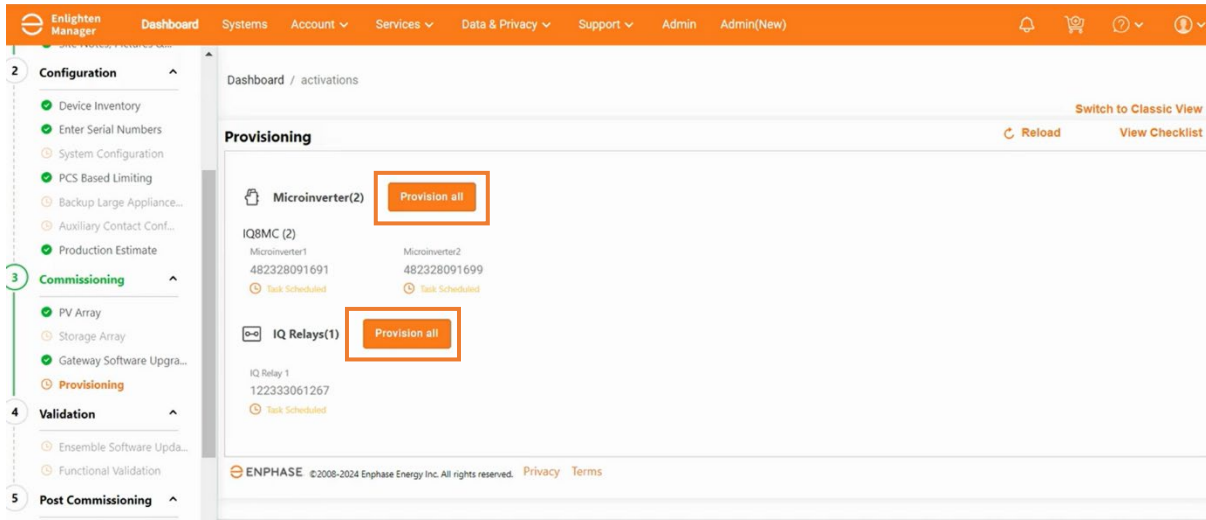 Enlighten Manager Dashboard Systems Account Services Data & Privacy Support Admin Admin(New)
Site Notes, Pictures &...
2 Configuration
Device Inventory
Enter Serial Numbers
System Configuration
PCS Based Limiting
Backup Large Appliance...
Auxiliary Contact Conf...
Production Estimate
3 Commissioning
PV Array
Storage Array
Gateway Software Upgra...
Provisioning
4 Validation
Ensemble Software Upda...
Functional Validation
5 Post Commissioning
Dashboard / activations
Switch to Classic View
Provisioning
Reload
View Checklist
Microinverter(2)
Provision all
IQ8MC (2)
Microinverter1 Microinverter2
482328091691 482328091699
Task Scheduled Task Scheduled
IQ Relays(1)
Provision all
IQ Relay 1
122333061267
Task Scheduled
ENPHASE ©2008-2024 Enphase Energy Inc. All rights reserved. Privacy Terms